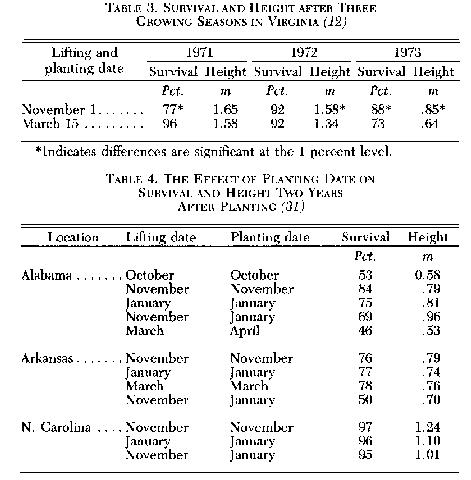 TABLE 3. SURVIVAL AND HEIGHT AFTER THREE
GROWING SEASONS IN VIRGINIA (12)
Lifting and planting date 1971 1972 1973
Survival Height Survival Height Survival Height
Pct. m Pct. m Pct. m
November 1....... 77* 1.65 92 1.58* 88* .85*
March 15.......... 96 1.58 92 1.34 73 .64
*Indicates differences are significant at the 1 percent level.
TABLE 4. THE EFFECT OF PLANTING DATE ON
SURVIVAL AND HEIGHT TWO YEARS
AFTER PLANTING (31)
Location Lifting date Planting date Survival Height
Pct. m
Alabama ....... October October 53 0.58
November November 84 .79
January January 75 .81
November January 69 .96
March April 46 .53
Arkansas ....... November November 76 .79
January January 77 .74
March March 78 .76
November January 50 .70
N. Carolina .... November November 97 1.24
January January 96 1.10
November January 95 1.01